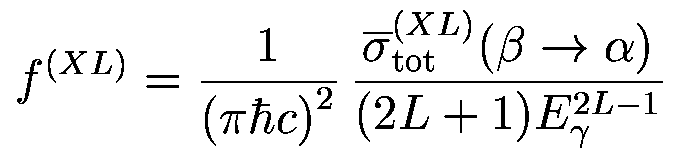 f^{(XL)} = \frac{1}{(\pi\hbar c)^2} \frac{\overline{\sigma}_{\text{tot}}^{(XL)}(\beta \to \alpha)}{(2L+1)E_\gamma^{2L-1}}